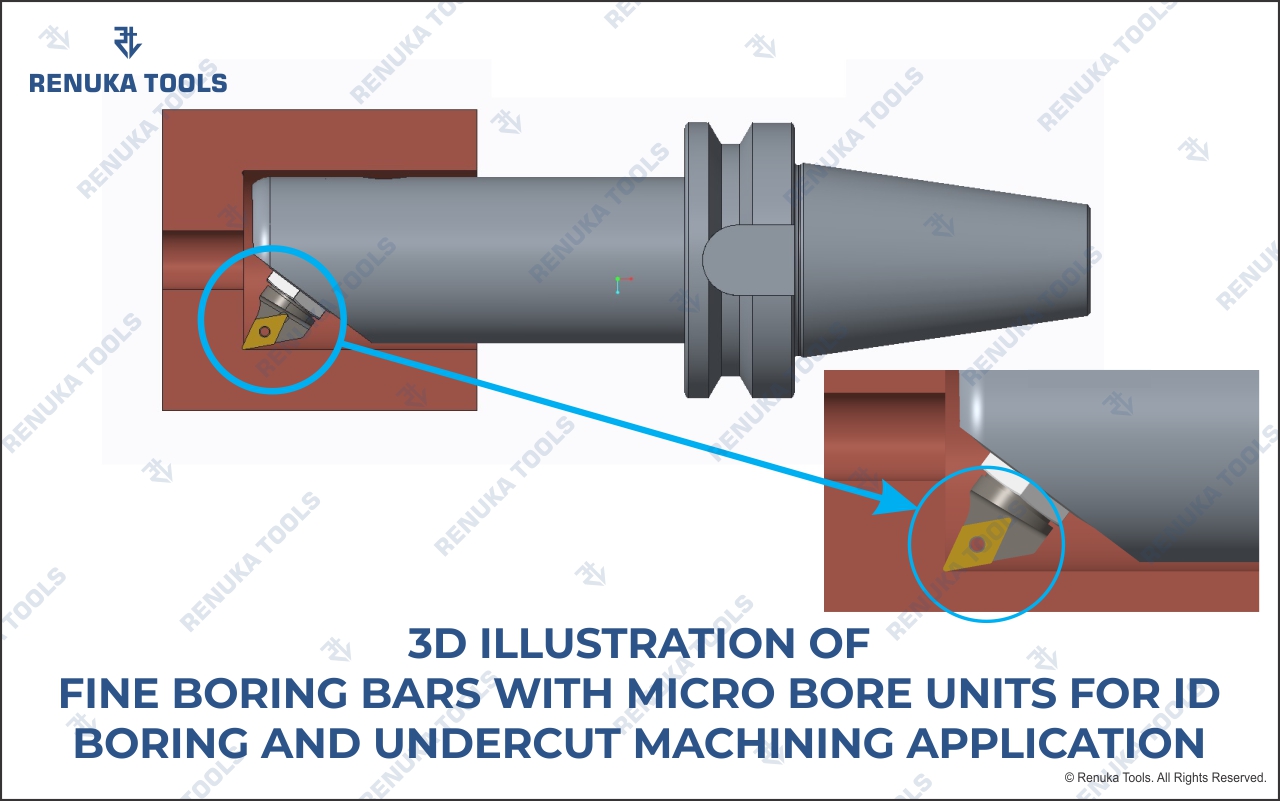 RENUKA TOOLS
3D ILLUSTRATION OF
FINE BORING BARS WITH MICRO BORE UNITS FOR ID
BORING AND UNDERCUT MACHINING APPLICATION
© Renuka Tools. All Rights Reserved.